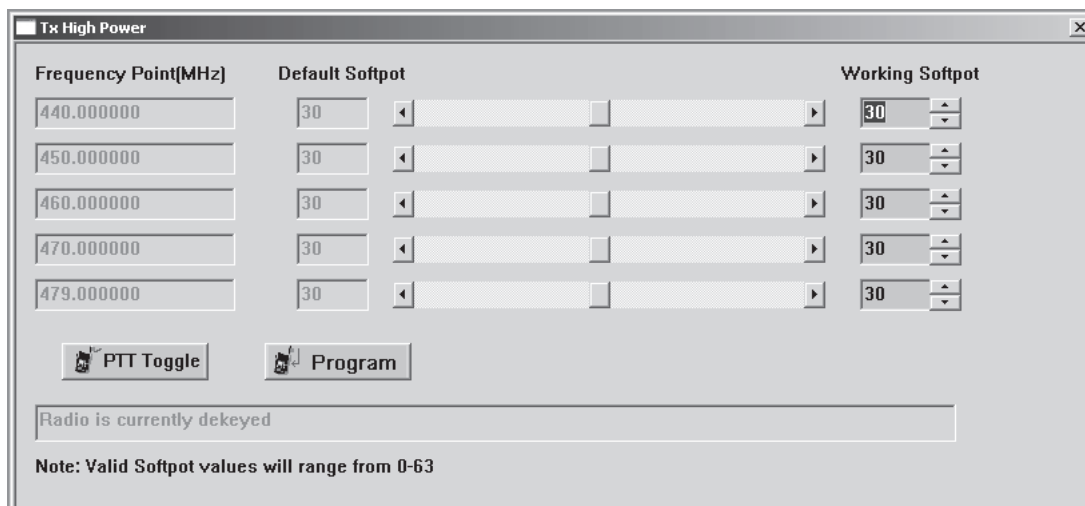 Tx High Power
Frequency Point(MHz) Default Softpot Working Softpot
440.000000 30 30
450.000000 30 30
460.000000 30 30
470.000000 30 30
479.000000 30 30
PTT Toggle Program
Radio is currently dekeyed
Note: Valid Softpot values will range from 0-63